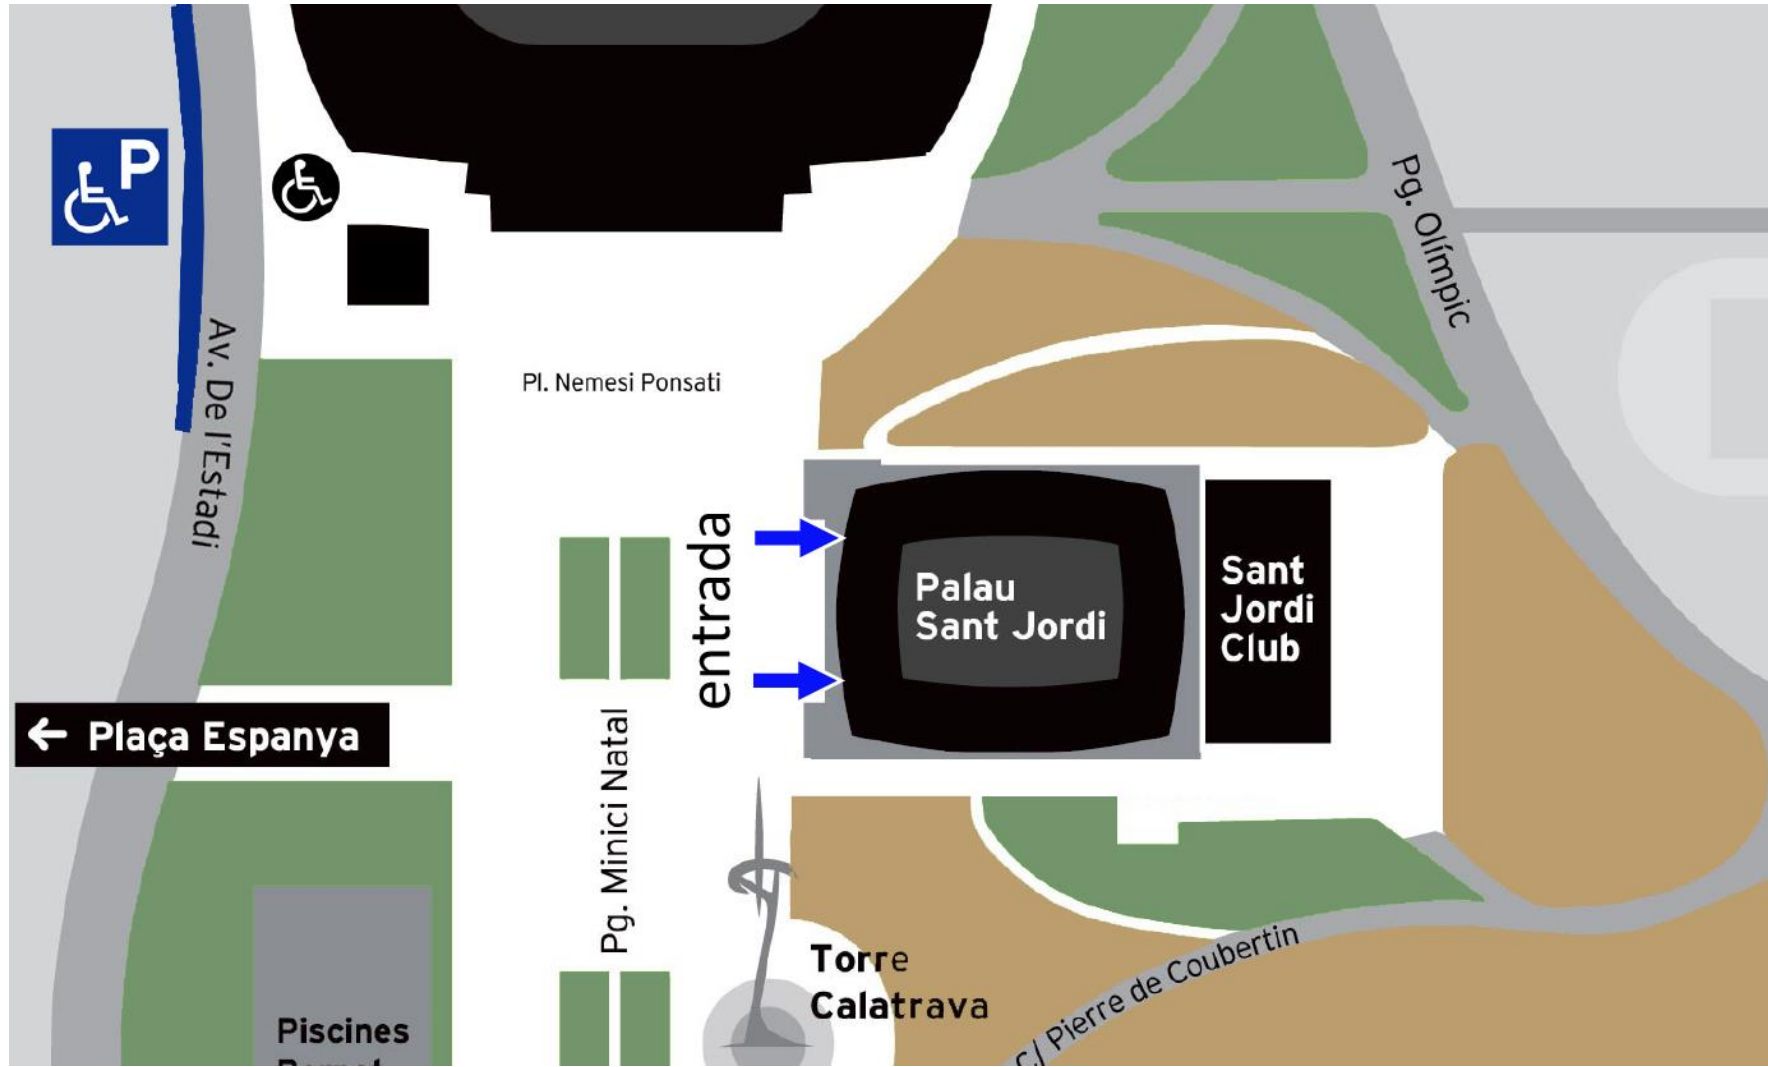 P
Pg. Olímpic
Av. De l'Estadi
Pl. Nemesi Ponsati
entrada
Palau
Sant Jordi
Sant
Jordi
Club
← Plaça Espanya
Pg. Minici Natal
Torre
Calatrava
C/ Pierre de Coubertin
Piscines